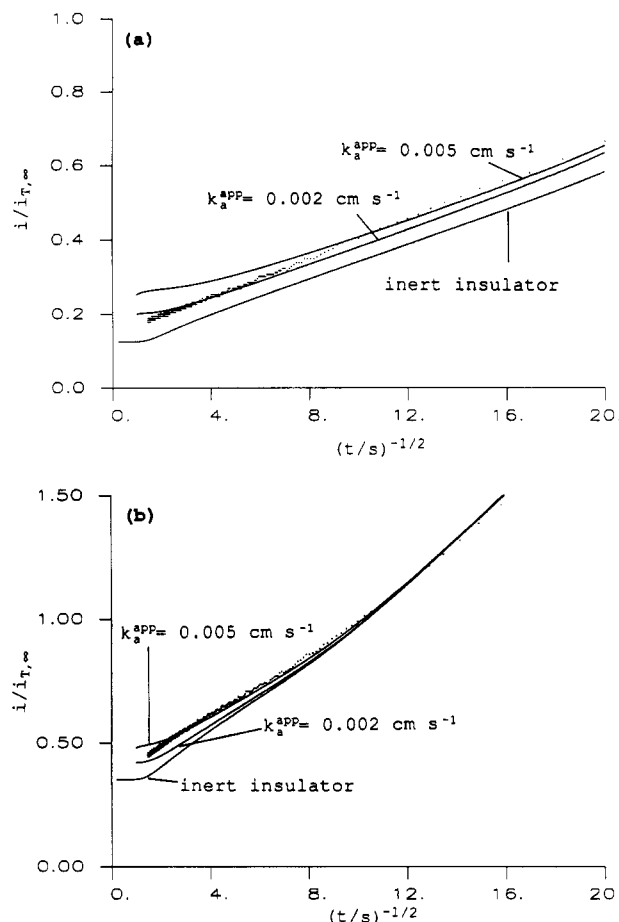 (a)
1.0
0.8
0.6
0.4
0.2
0.0
i/i_T,∞
k_a^app = 0.005 cm s⁻¹
k_a^app = 0.002 cm s⁻¹
inert insulator
0. 4. 8. 12. 16. 20.
(t/s)⁻¹/²
(b)
1.50
1.00
0.50
0.00
i/i_T,∞
k_a^app = 0.005 cm s⁻¹
k_a^app = 0.002 cm s⁻¹
inert insulator
0. 4. 8. 12. 16. 20.
(t/s)⁻¹/²